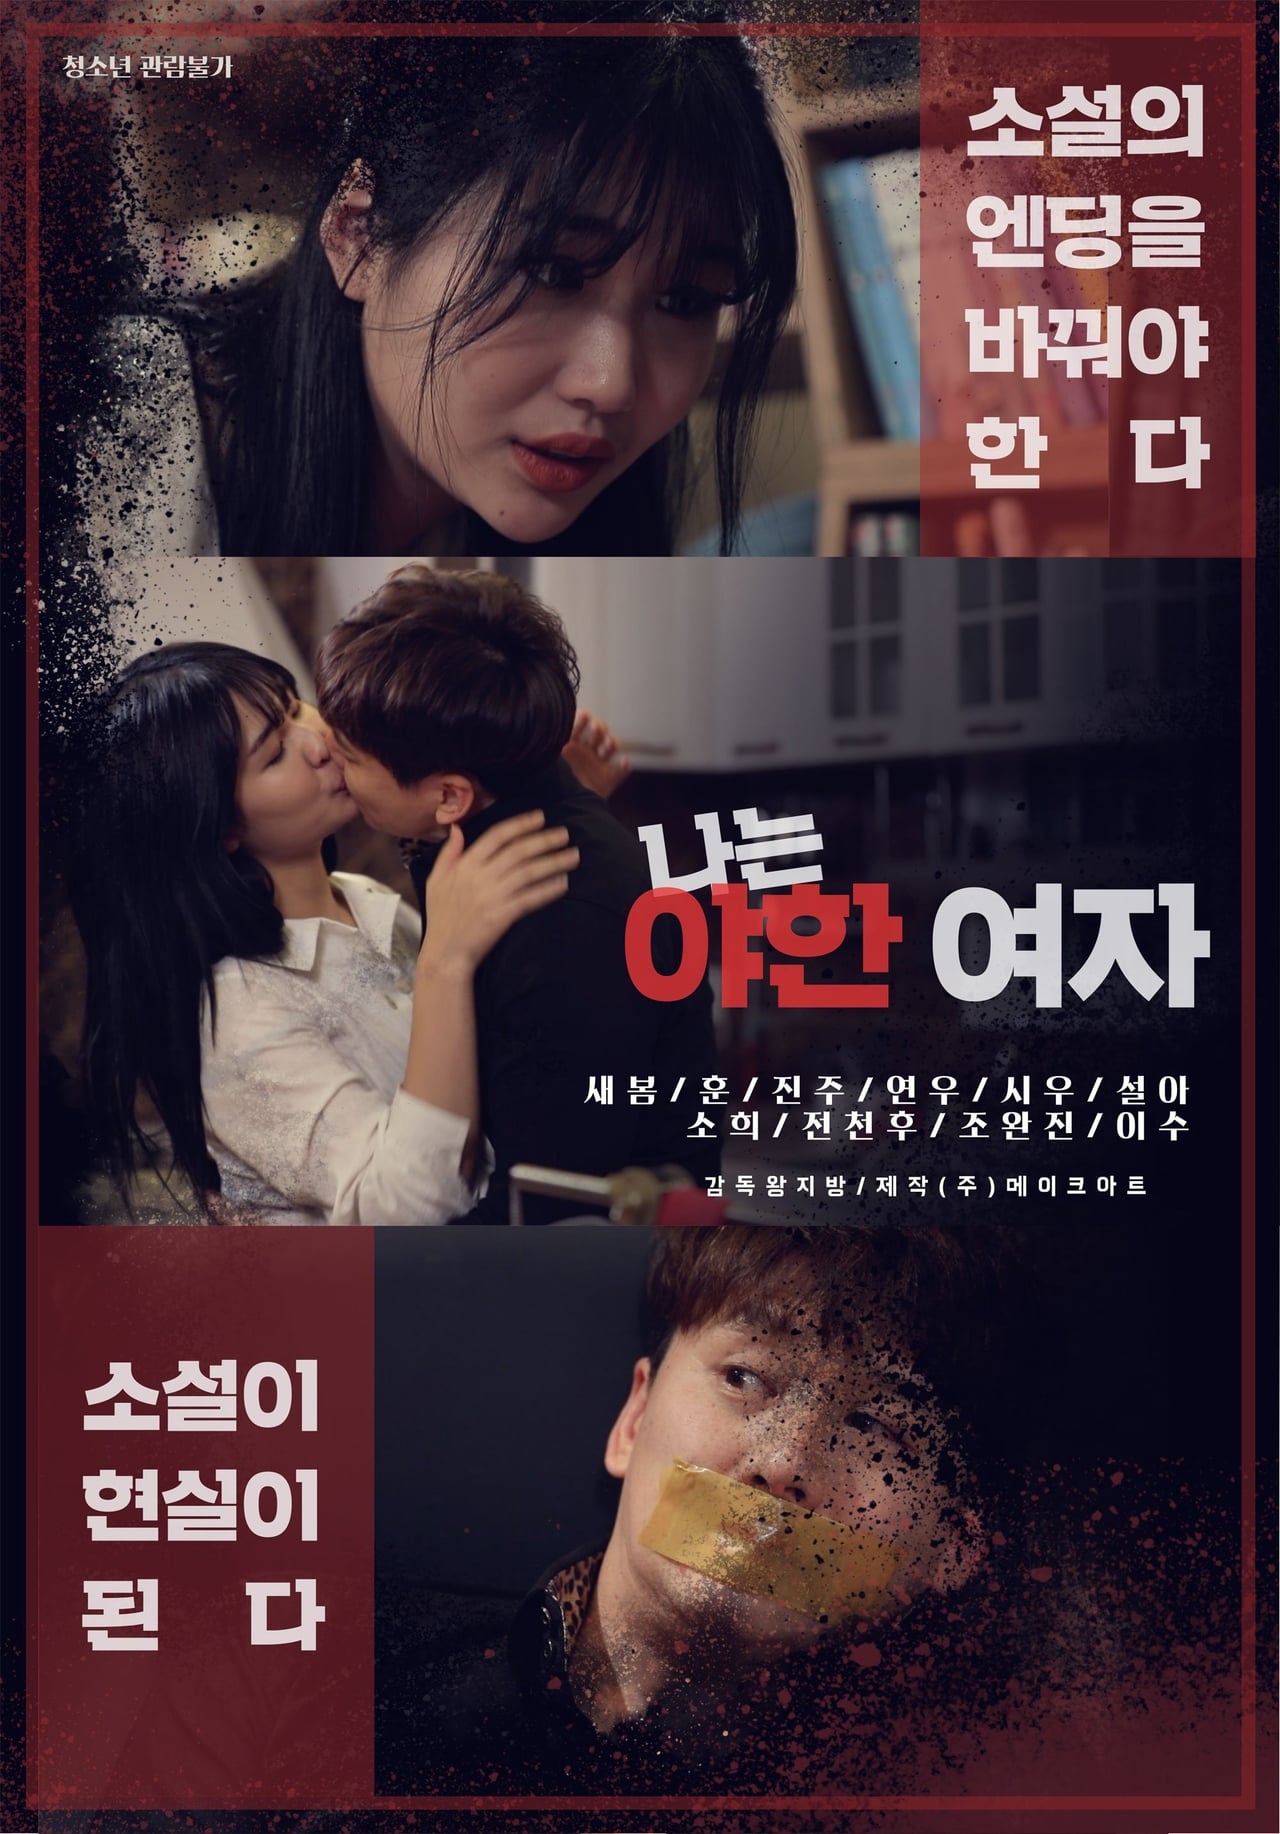 청소년 관람불가
소설의
엔딩을
바꿔야
한 다
나는
야한 여자
새봄/훈/진주/연우/시우/설아
소희/전천후/조완진/이수
감독왕지방/제작(주)메이크아트
소설이
현실이
된 다